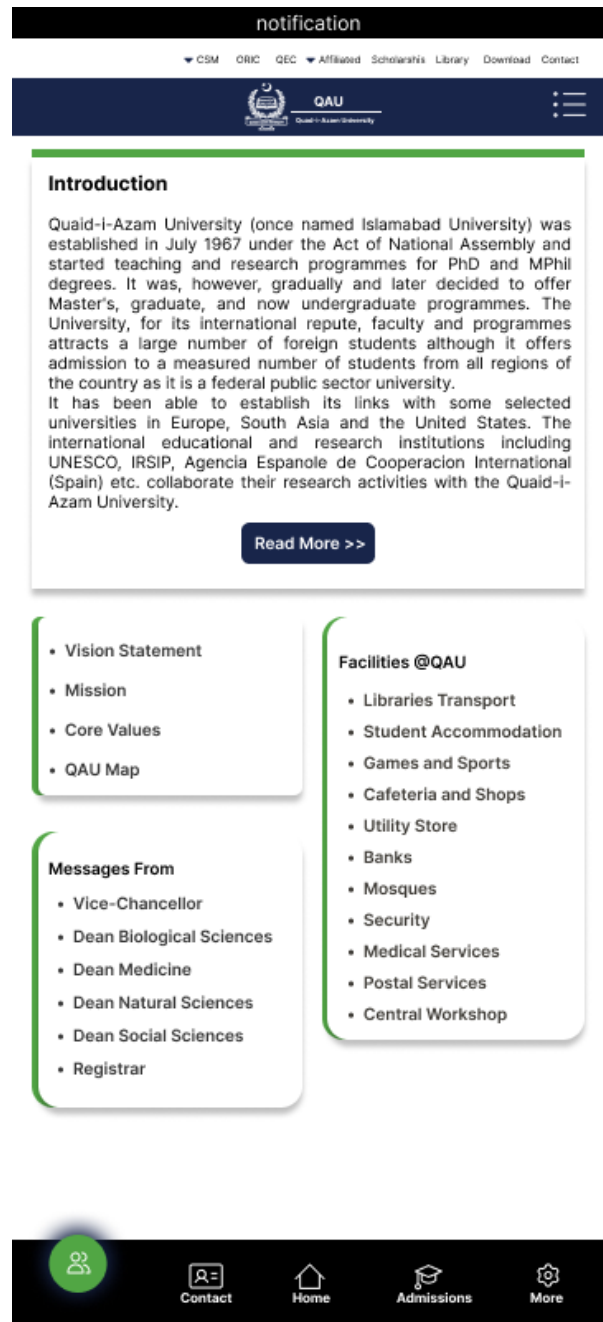 notification
CSM ORIC QEC Affiliated Scholarshis Library Download Contact
QAU
Quaid-i-Azam University
Introduction
Quaid-i-Azam University (once named Islamabad University) was
established in July 1967 under the Act of National Assembly and
started teaching and research programmes for PhD and MPhil
degrees. It was, however, gradually and later decided to offer
Master's, graduate, and now undergraduate programmes. The
University, for its international repute, faculty and programmes
attracts a large number of foreign students although it offers
admission to a measured number of students from all regions of
the country as it is a federal public sector university.
It has been able to establish its links with some selected
universities in Europe, South Asia and the United States. The
international educational and research institutions including
UNESCO, IRSIP, Agencia Espanole de Cooperacion International
(Spain) etc. collaborate their research activities with the Quaid-i-
Azam University.
Read More >>
• Vision Statement
• Mission
• Core Values
• QAU Map
Messages From
• Vice-Chancellor
• Dean Biological Sciences
• Dean Medicine
• Dean Natural Sciences
• Dean Social Sciences
• Registrar
Facilities @QAU
• Libraries Transport
• Student Accommodation
• Games and Sports
• Cafeteria and Shops
• Utility Store
• Banks
• Mosques
• Security
• Medical Services
• Postal Services
• Central Workshop
Contact Home Admissions More